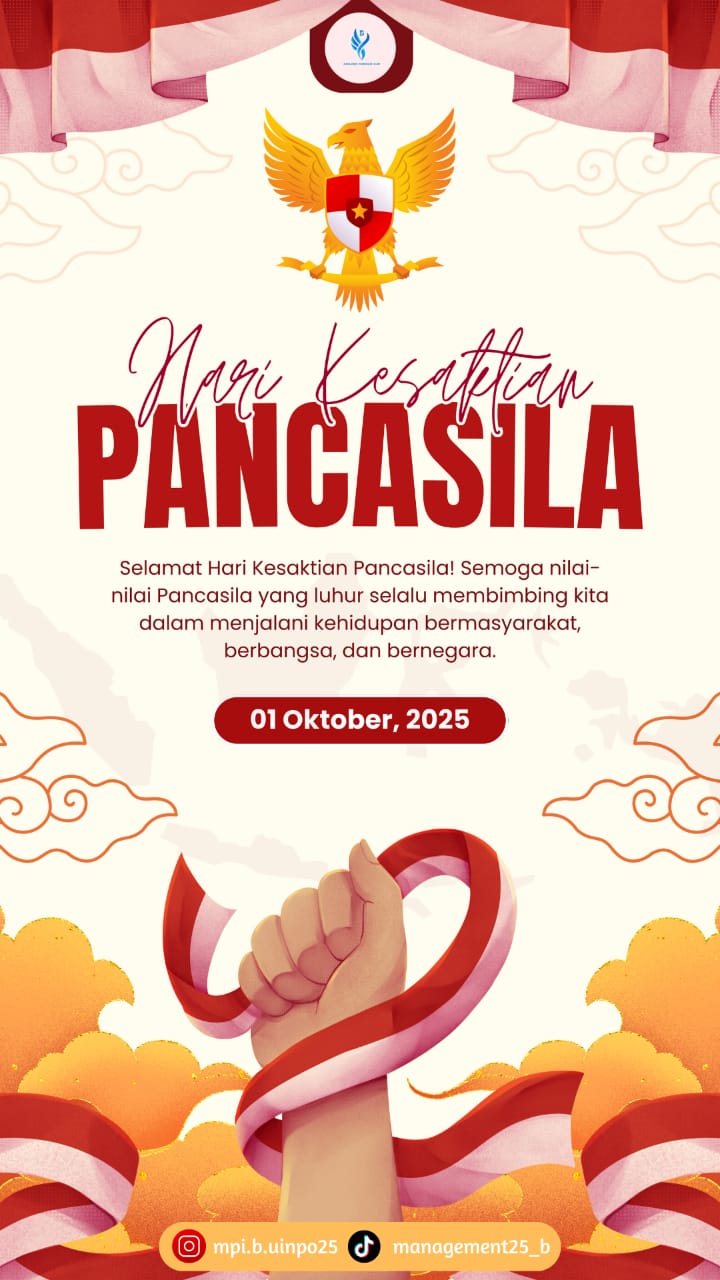 Hari Kesaktian
PANCASILA
Selamat Hari Kesaktian Pancasila! Semoga nilai-
nilai Pancasila yang luhur selalu membimbing kita
dalam menjalani kehidupan bermasyarakat,
berbangsa, dan bernegara.
01 Oktober, 2025
mpi.b.uinpo25 management25_b